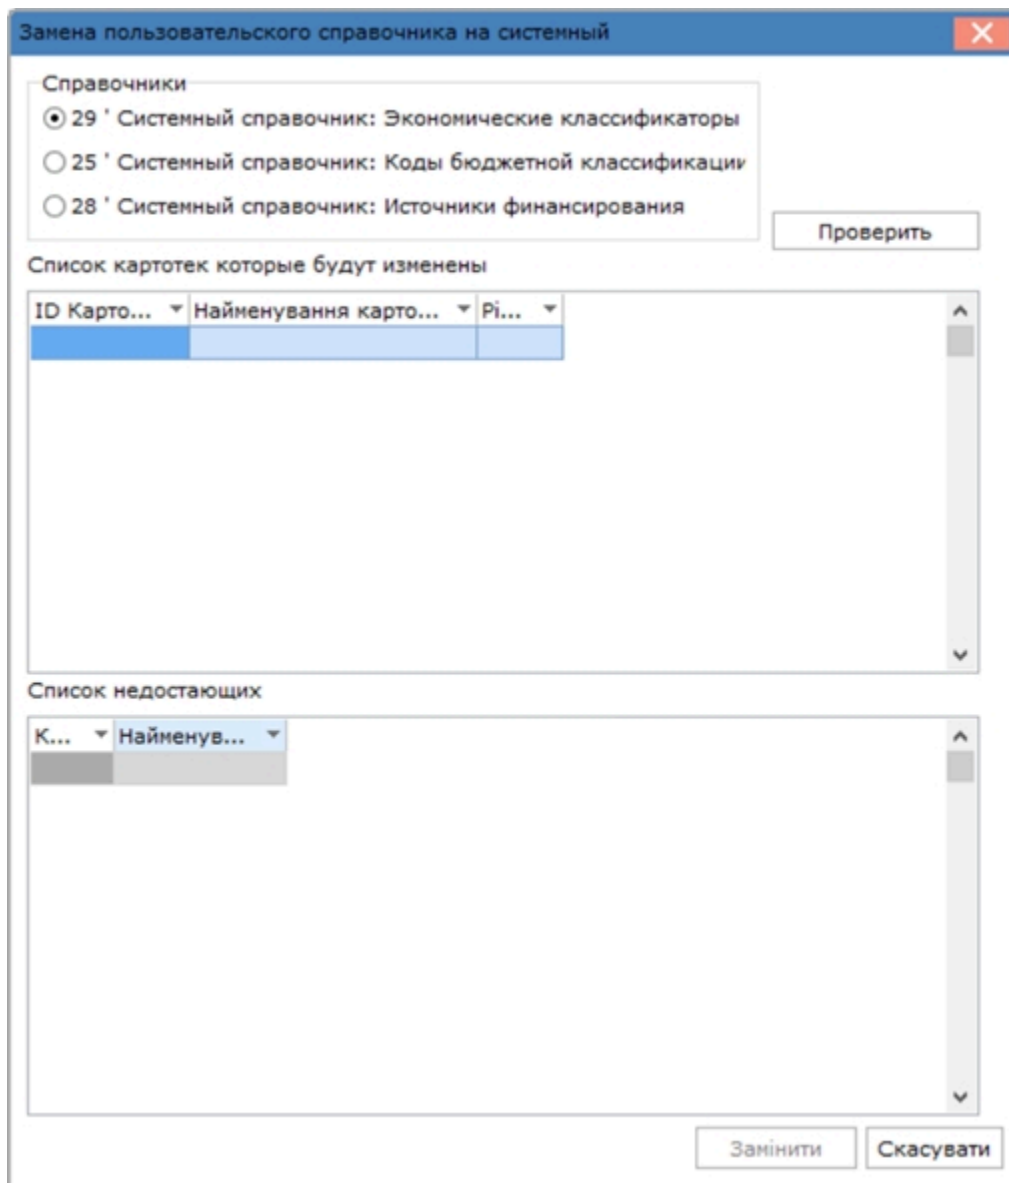 Замена пользовательского справочника на системный
Справочники
29 ' Системный справочник: Экономические классификаторы
25 ' Системный справочник: Коды бюджетной классификации
28 ' Системный справочник: Источники финансирования
Проверить
Список картотек которые будут изменены
ID Карто... Найменування карто... Рі...
Список недостающих
К... Найменув...
Замінити Скасувати